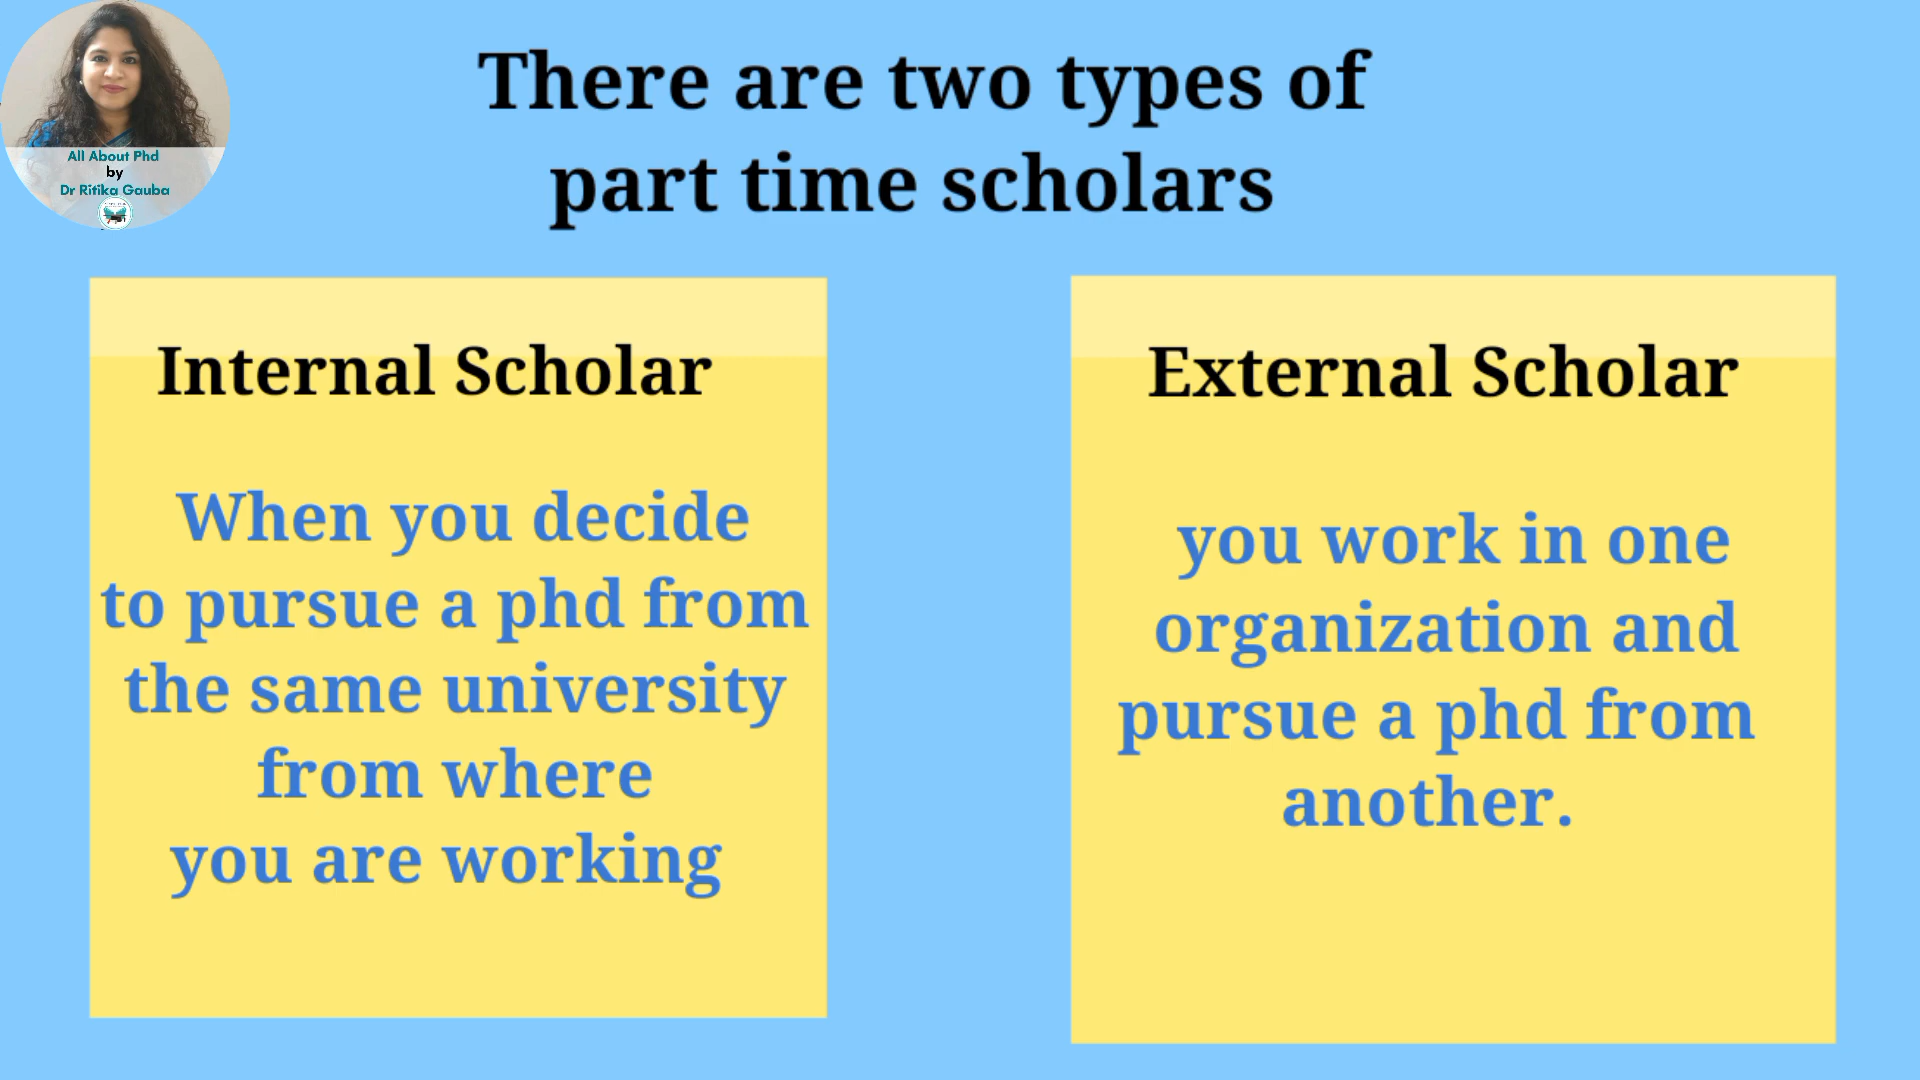 All About Phd
by
Dr Ritika Gauba
There are two types of
part time scholars
Internal Scholar
When you decide
to pursue a phd from
the same university
from where
you are working
External Scholar
you work in one
organization and
pursue a phd from
another.